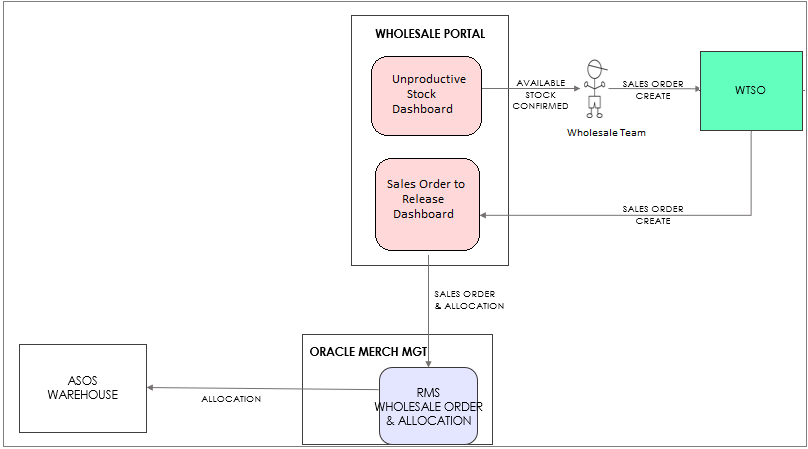 WHOLESALE PORTAL
Unproductive
Stock
Dashboard
AVAILABLE
STOCK
CONFIRMED
Wholesale Team
SALES ORDER
CREATE
WTSO
Sales Order to
Release
Dashboard
SALES ORDER
CREATE
SALES ORDER
& ALLOCATION
ORACLE MERCH MGT
RMS
WHOLESALE ORDER
& ALLOCATION
ALLOCATION
ASOS
WAREHOUSE